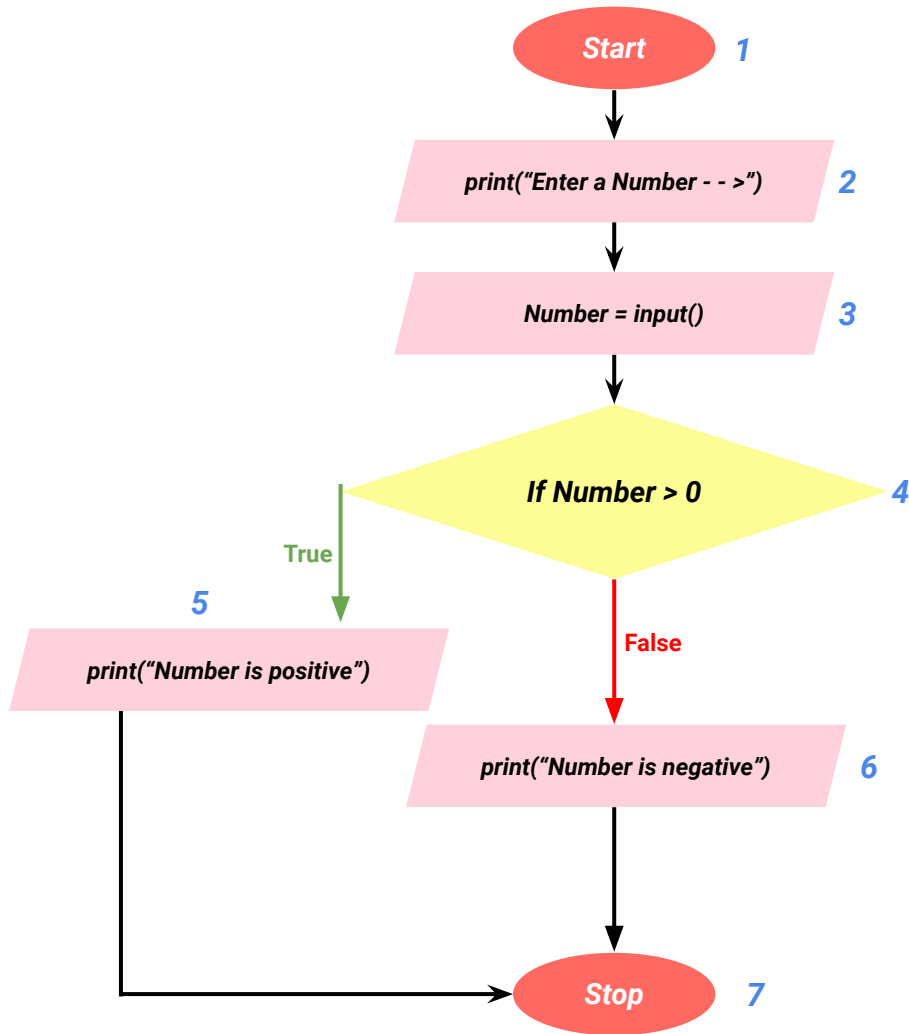 Start
1
print(“Enter a Number - - >”)
2
Number = input()
3
If Number > 0
4
True
5
print(“Number is positive”)
False
print(“Number is negative”)
6
Stop
7